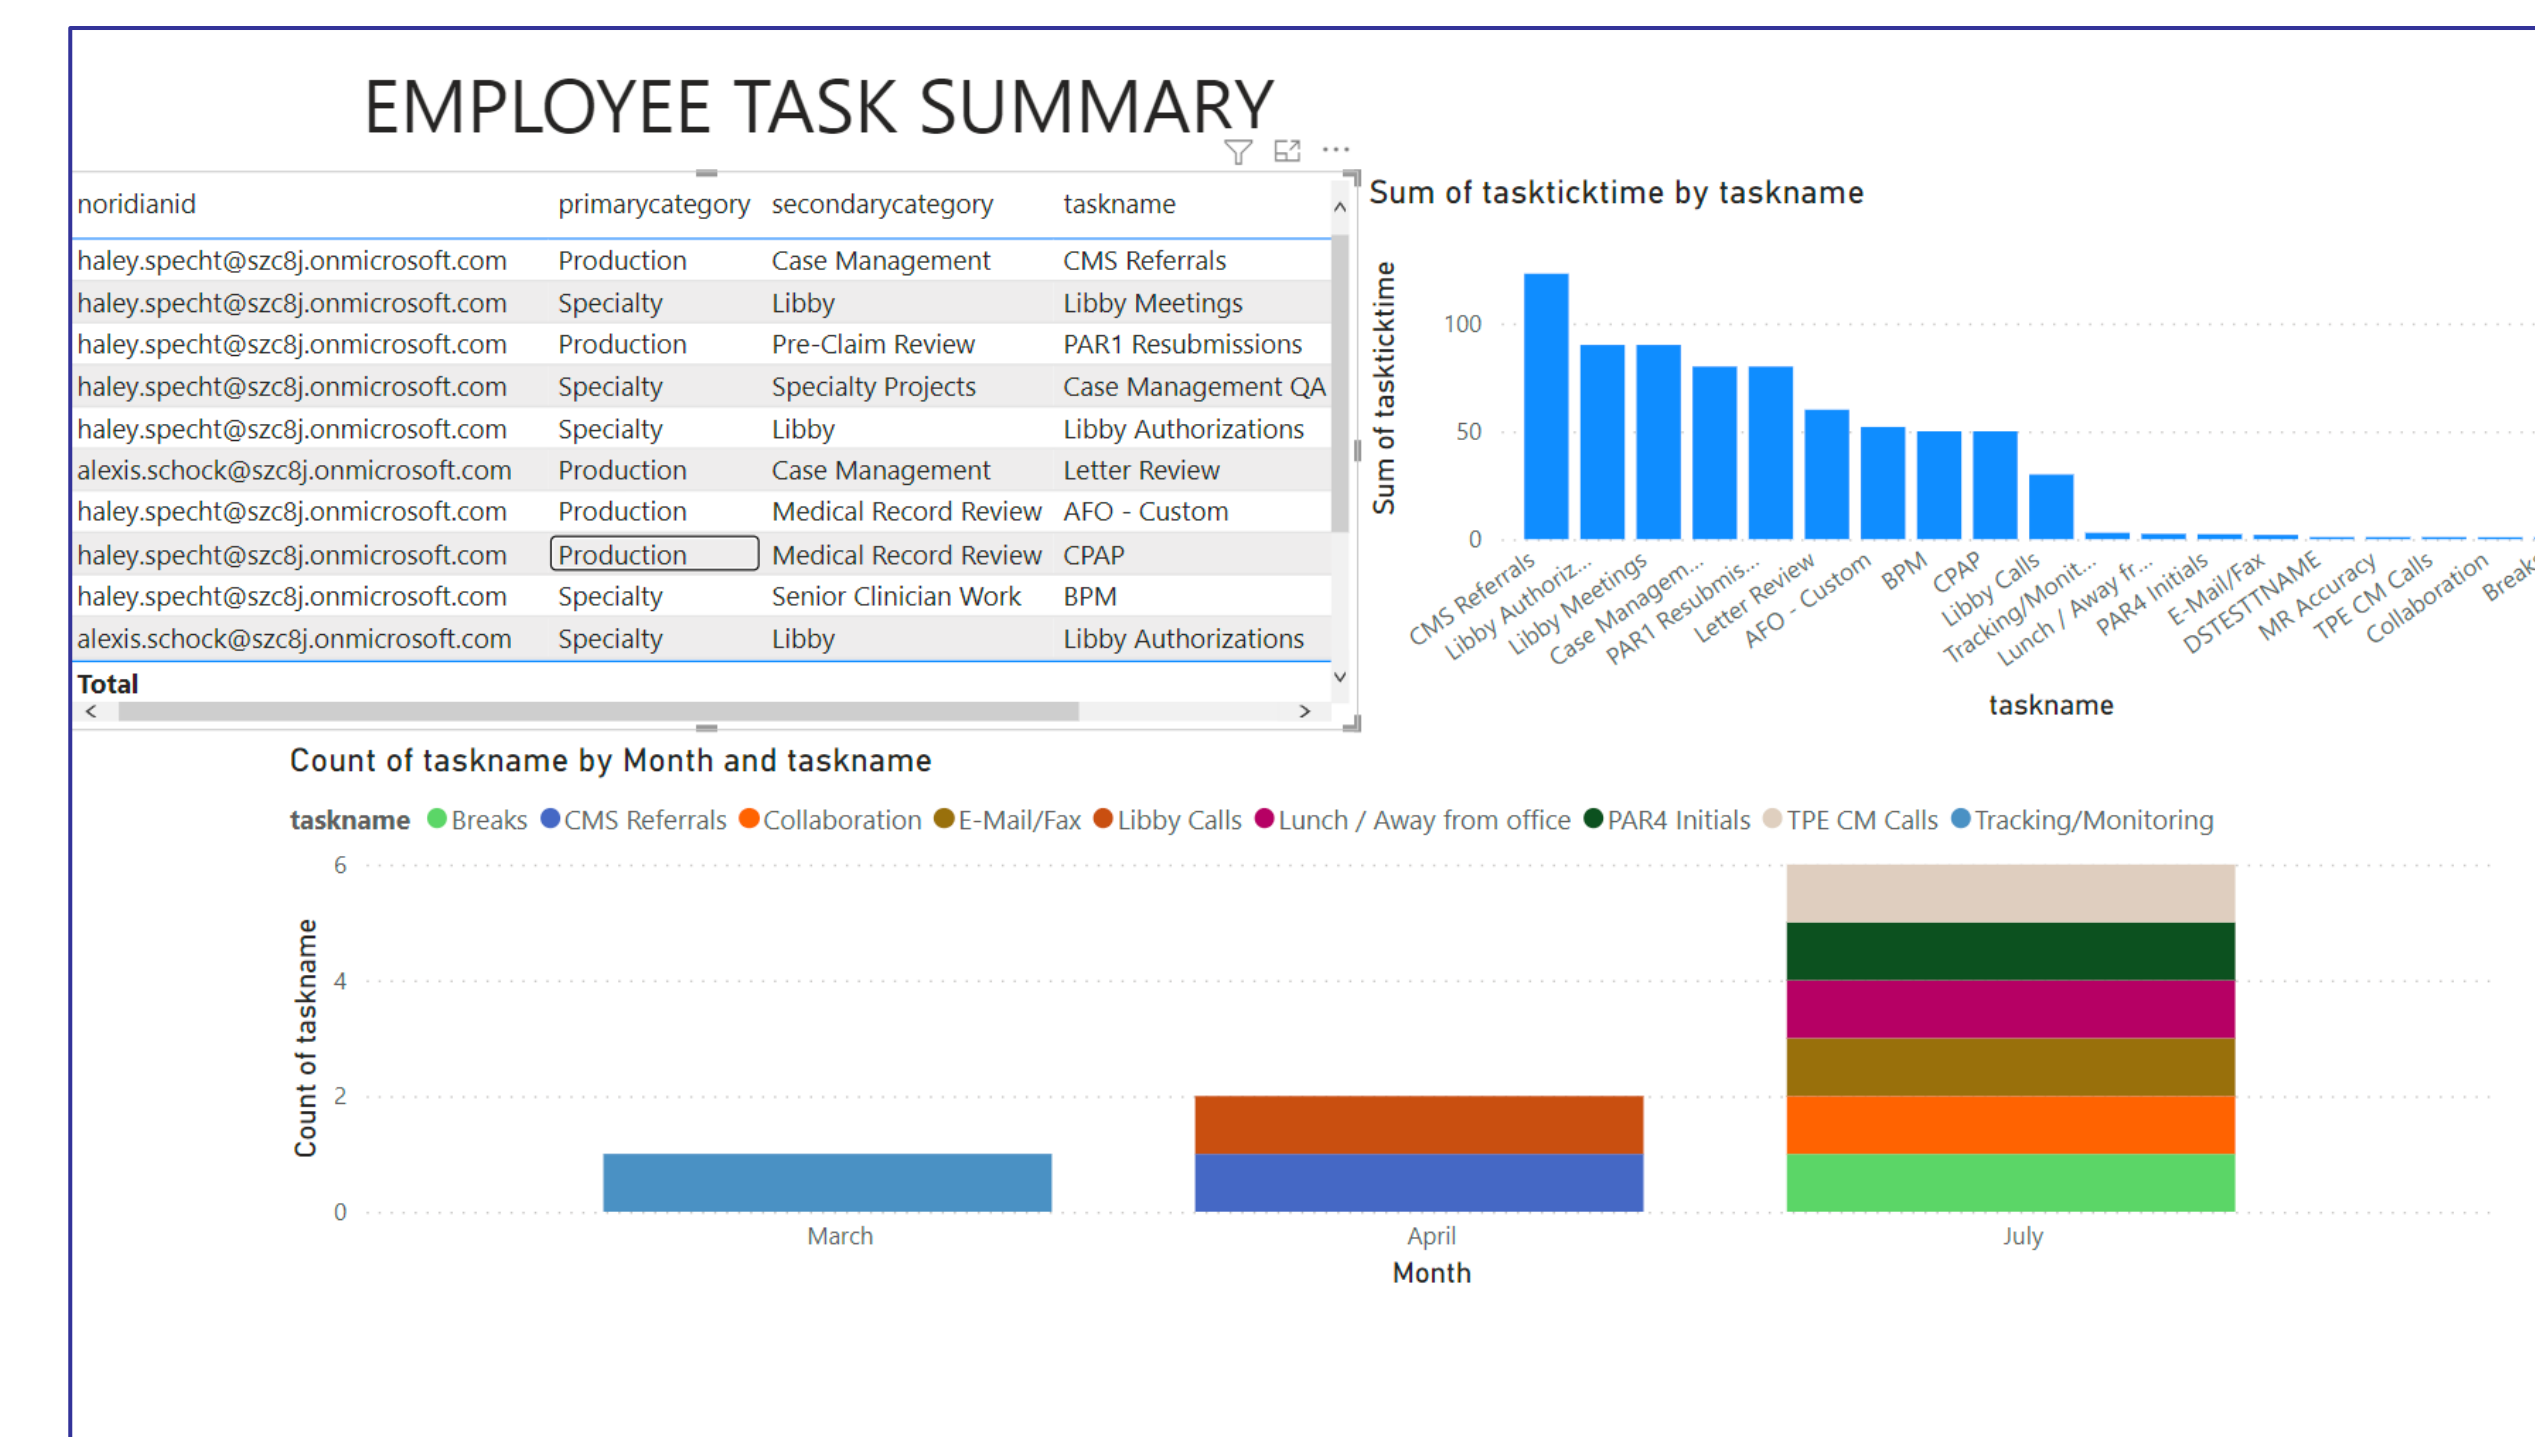 EMPLOYEE TASK SUMMARY
noridianid primarycategory secondarycategory taskname
haley.specht@szc8j.onmicrosoft.com Production Case Management CMS Referrals
haley.specht@szc8j.onmicrosoft.com Specialty Libby Libby Meetings
haley.specht@szc8j.onmicrosoft.com Production Pre-Claim Review PAR1 Resubmissions
haley.specht@szc8j.onmicrosoft.com Specialty Specialty Projects Case Management QA
haley.specht@szc8j.onmicrosoft.com Specialty Libby Libby Authorizations
alexis.schock@szc8j.onmicrosoft.com Production Case Management Letter Review
haley.specht@szc8j.onmicrosoft.com Production Medical Record Review AFO - Custom
haley.specht@szc8j.onmicrosoft.com Production Medical Record Review CPAP
haley.specht@szc8j.onmicrosoft.com Specialty Senior Clinician Work BPM
alexis.schock@szc8j.onmicrosoft.com Specialty Libby Libby Authorizations
Total
Sum of taskticktime by taskname
Sum of taskticktime
100
50
0
CMS Referrals
Libby Authoriz...
Libby Meetings
Case Managem...
PAR1 Resubmis...
Letter Review
AFO - Custom
BPM
CPAP
Libby Calls
Tracking/Monit...
Lunch / Away fr...
PAR4 Initials
E-Mail/Fax
DSTESTTNAME
MR Accuracy
TPE CM Calls
Collaboration
Breaks
taskname
Count of taskname by Month and taskname
taskname Breaks CMS Referrals Collaboration E-Mail/Fax Libby Calls Lunch / Away from office PAR4 Initials TPE CM Calls Tracking/Monitoring
Count of taskname
6
4
2
0
March April July
Month